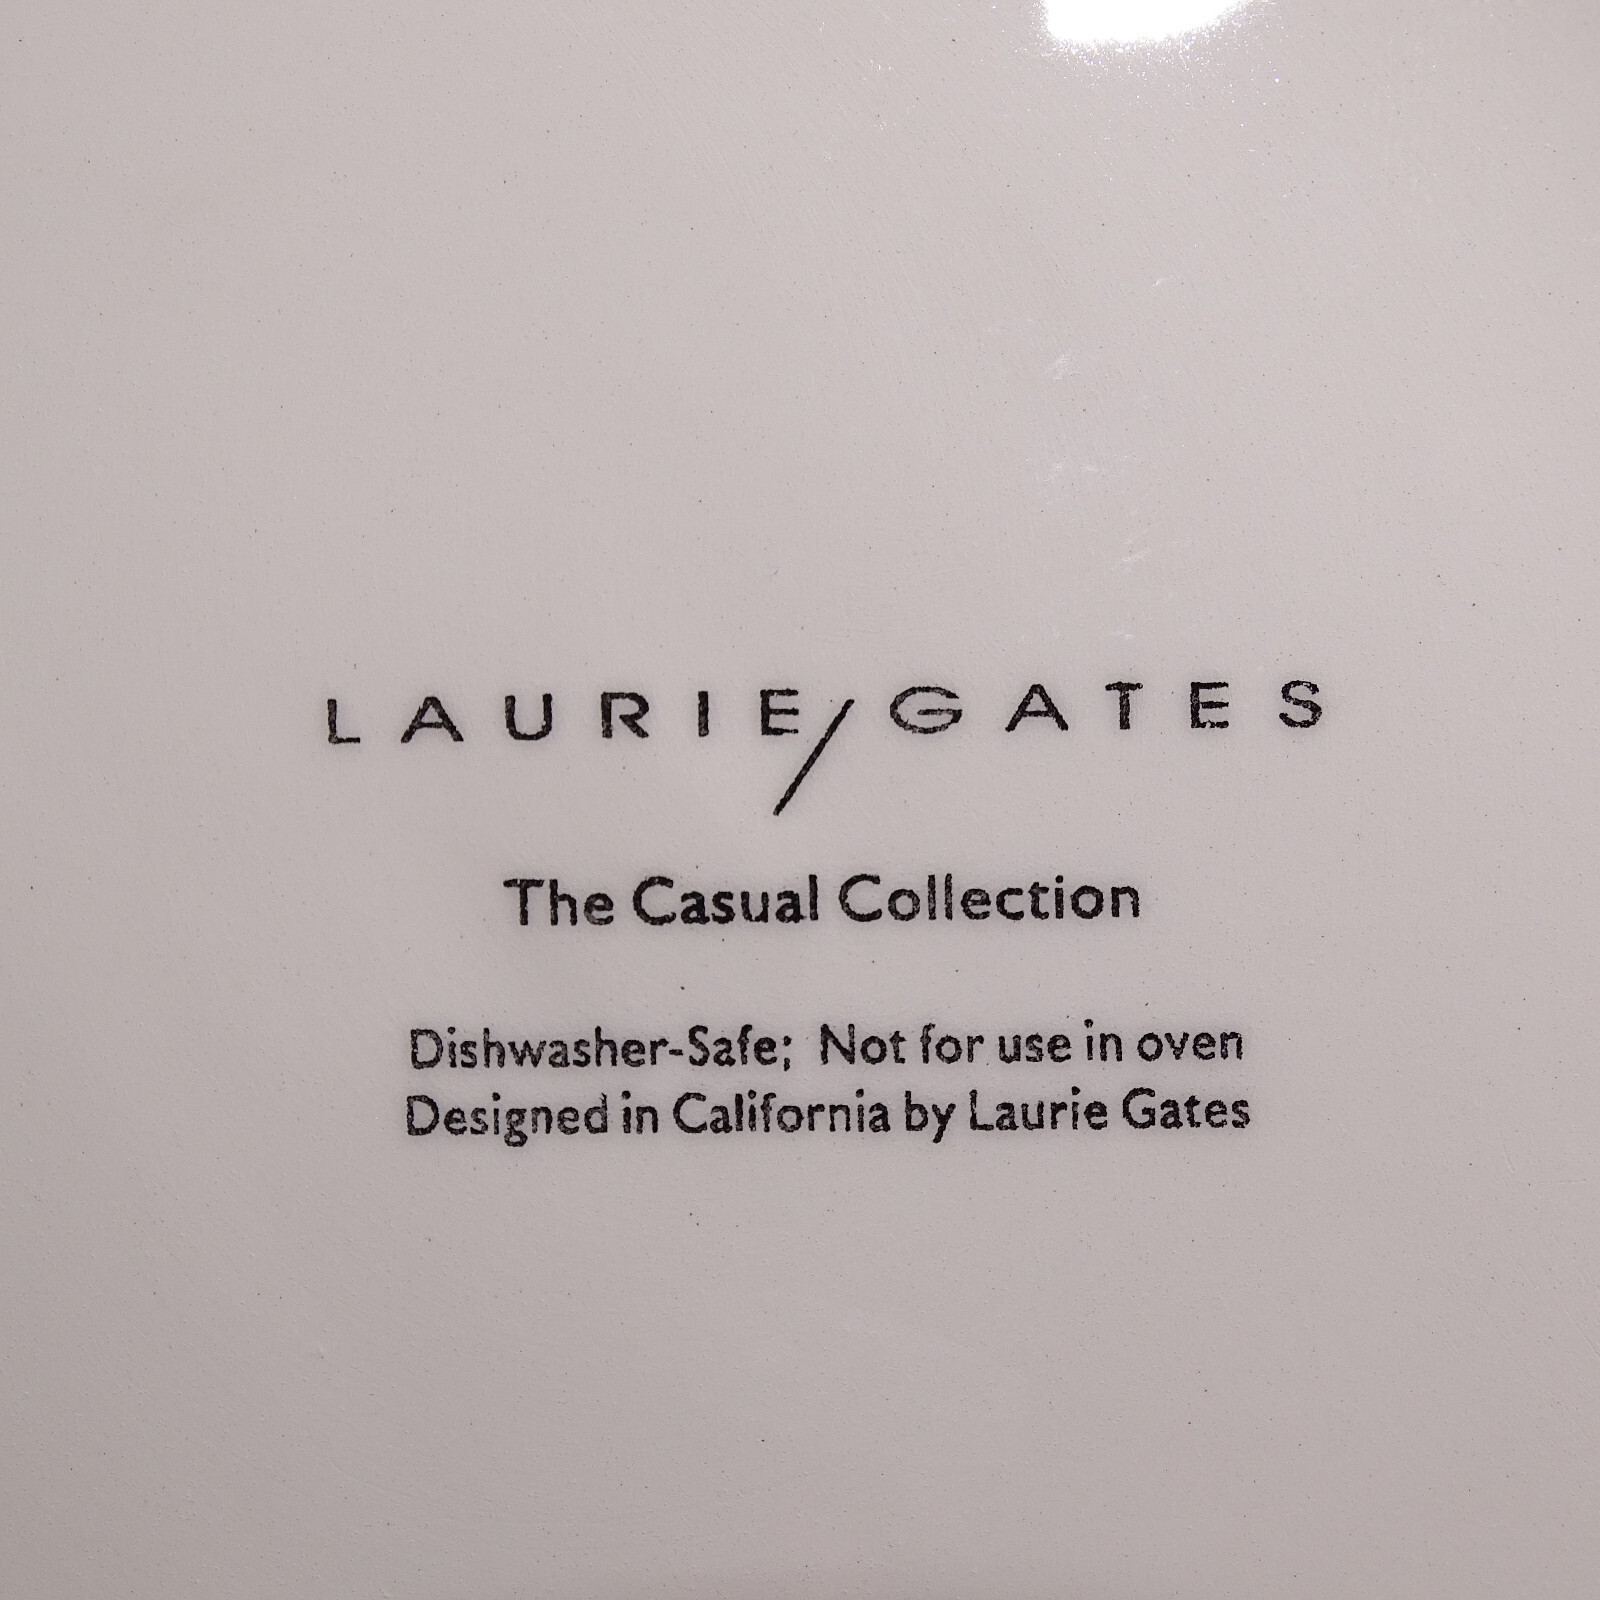 LAURIE/GATES
The Casual Collection
Dishwasher-Safe; Not for use in oven
Designed in California by Laurie Gates